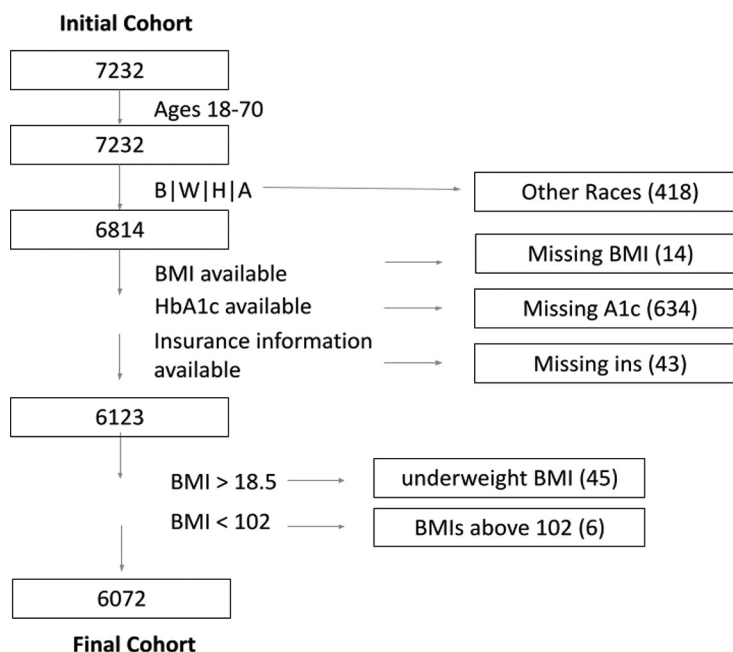 Initial Cohort
7232
Ages 18-70
7232
B|W|H|A
Other Races (418)
6814
Missing BMI (14)
BMI available
HbA1c available
Missing A1c (634)
Insurance information
available
Missing ins (43)
6123
BMI > 18.5
underweight BMI (45)
BMI < 102
BMIs above 102 (6)
6072
Final Cohort